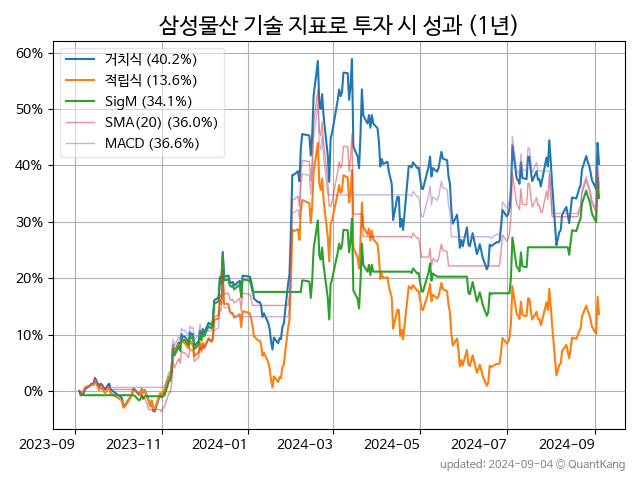 삼성물산 기술 지표로 투자 시 성과 (1년)
거치식 (40.2%)
적립식 (13.6%)
SigM (34.1%)
SMA(20) (36.0%)
MACD (36.6%)
60%
50%
40%
30%
20%
10%
0%
2023-09 2023-11 2024-01 2024-03 2024-05 2024-07 2024-09
updated: 2024-09-04 @ QuantKang